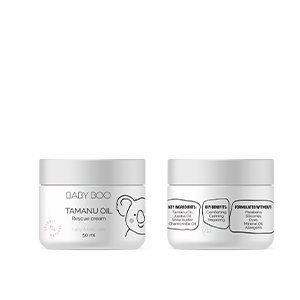 BABY BOO
TAMANU OIL
Rescue cream
50 ml
KEY INGREDIENTS:
Tamanu Oil
Jojoba Oil
Shea Butter
Chamomile Oil
KEY BENEFITS:
Comforting
Calming
Repairing
FORMULATED WITHOUT:
Parabens
Silicones
Dyes
Mineral Oil
Allergens